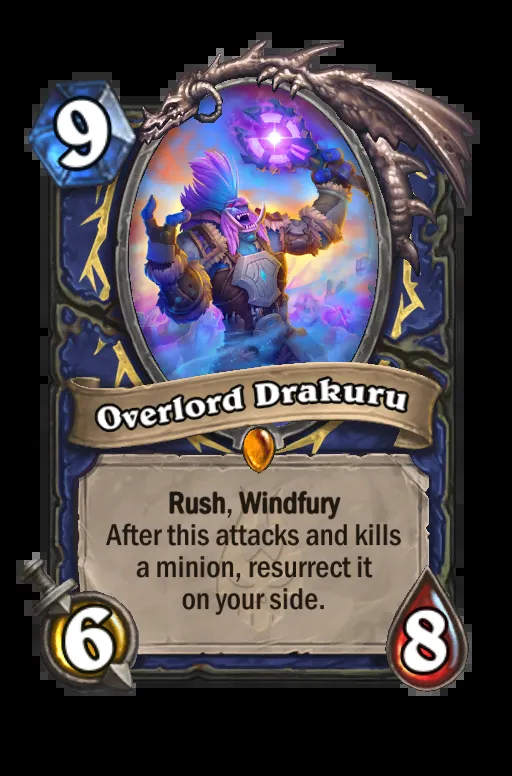 9
Overlord Drakuru
Rush, Windfury
After this attacks and kills
a minion, resurrect it
on your side.
6
8